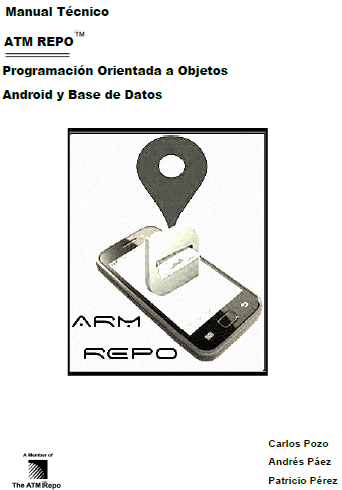 Manual Técnico
ATM REPO™
Programación Orientada a Objetos
Android y Base de Datos
ARM
REPO
Carlos Pozo
Andrés Páez
Patricio Pérez
A Member of
The ATM Repo